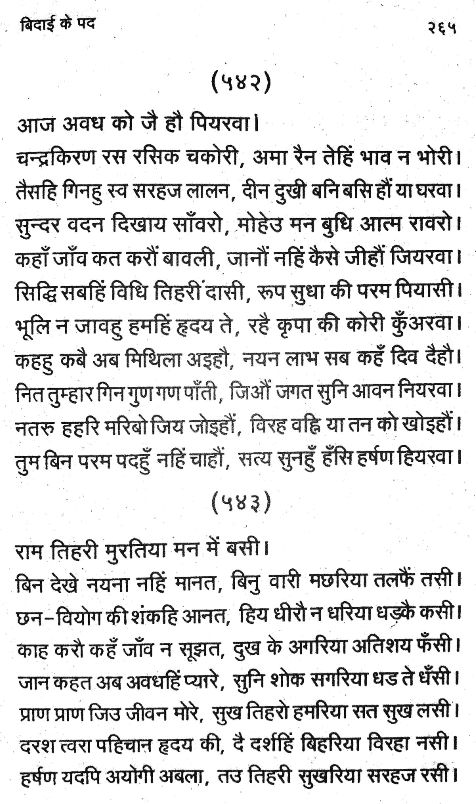 बिदाई के पद २६५
(५४२)
आज अवध को जै हौ पियरवा।
चन्द्रकिरण रस रसिक चकोरी, अमा रैन तेहिं भाव न भोरी।
तैसहि गिनहु स्व सरहज लालन, दीन दुखी बनि बसि हौं या घरवा।
सुन्दर वदन दिखाय साँवरो, मोहेउ मन बुधि आत्म रावरो।
कहाँ जाँव कत करौं बावली, जानौं नहिं कैसे जीहौं जियरवा।
सिद्धि सबहिं विधि तिहरीं दासी, रूप सुधा की परम पियासी।
भूलि न जावहु हमहिं हृदय ते, रहै कृपा की कोरी कुँअरवा।
कहहु कबै अब मिथिला अइहौ, नयन लाभ सब कहँ दिव दैहौ।
नित तुम्हार गिन गुण गण पाँती, जिऔं जगत सुनि आवन नियरवा।
नतरु हहरि मरिबो जिय जोइहौं, विरह वह्नि या तन को खोइहौं।
तुम बिन परम पदहुँ नहिं चाहौं, सत्य सुनहुँ हँसि हर्षण हियरवा।
(५४३)
राम तिहरी मुरतिया मन में बसी।
बिन देखे नयना नहिं मानत, बिनु वारी मछरिया तलफैं तसी।
छन-वियोग की शंकहि आनत, हिय धीरौ न धरिया धड़कै कसी।
काह करौ कहँ जाँव न सूझत, दुख के अगरिया अतिशय फँसी।
जान कहत अब अवधहिं प्यारे, सुनि शोक सगरिया धड ते धँसी।
प्राण प्राण जिउ जीवन मोरे, सुख तिहरो हमरिया सत सुख लसी।
दरश त्वरा पहिचान हृदय की, दै दर्शहिं बिहरिया विरहा नसी।
हर्षण यदपि अयोगी अबला, तउ तिहरी सुखरिया सरहज रसी।